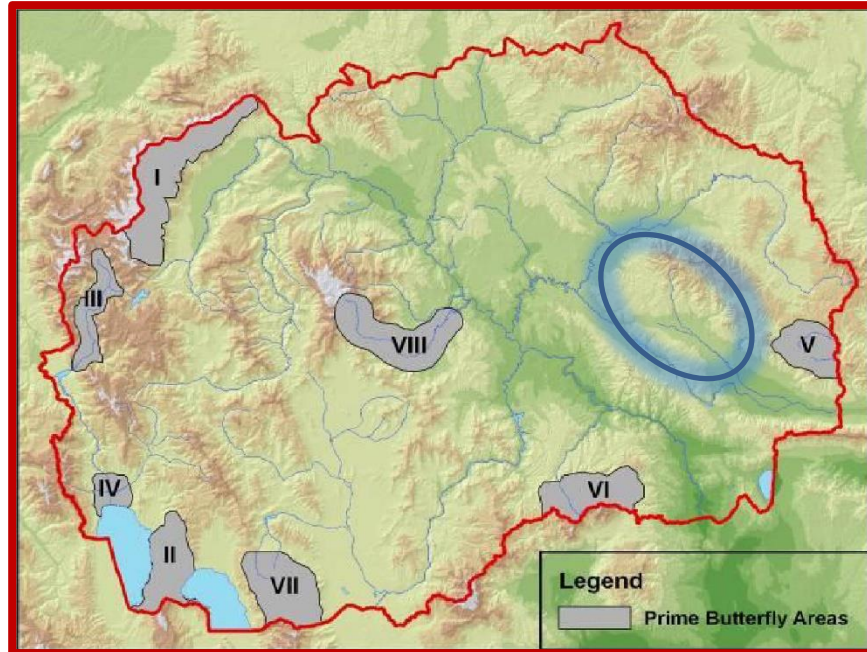 I
III
VIII
V
IV
II
VII
VI
Legend
Prime Butterfly Areas